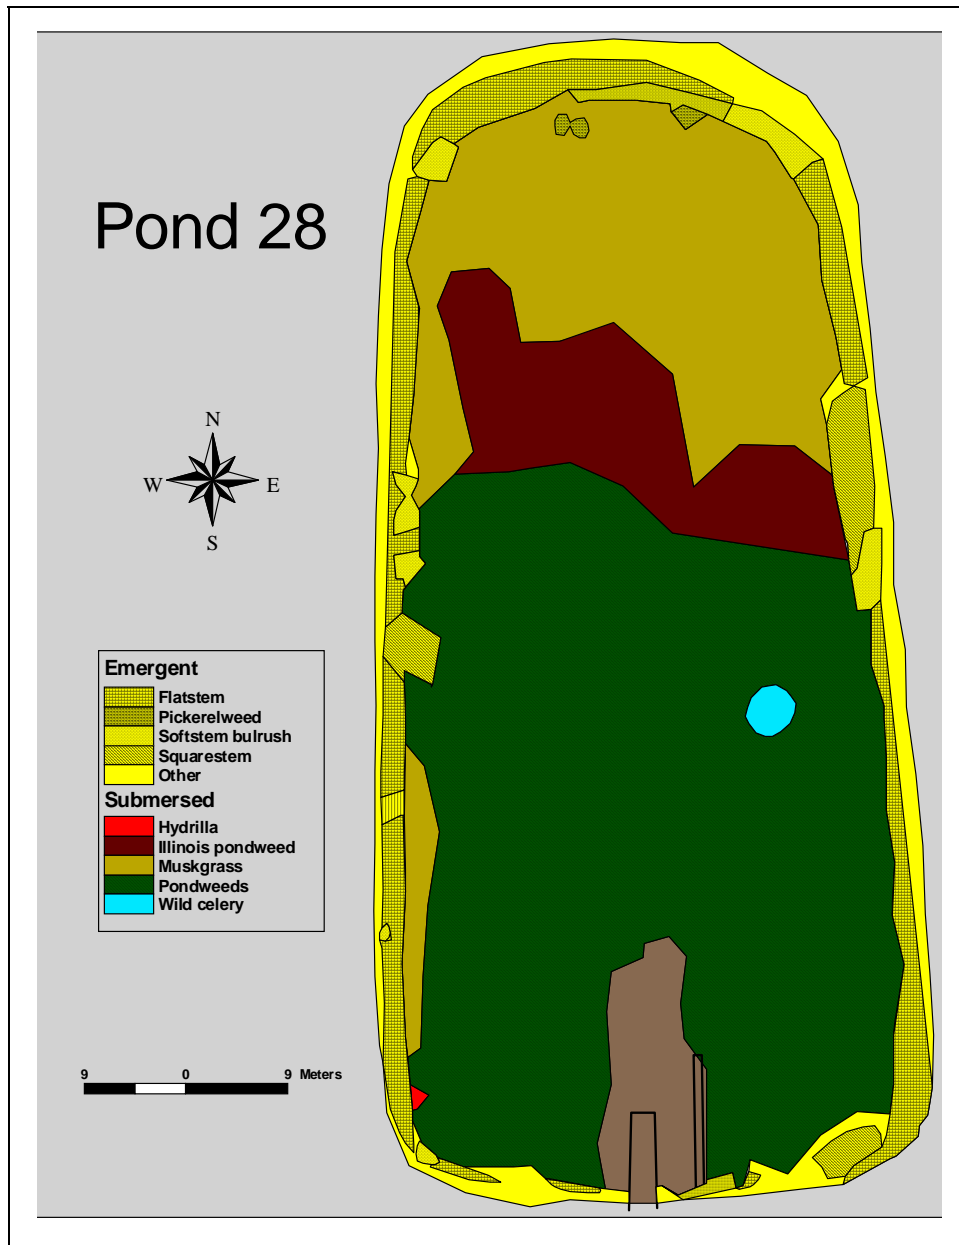 Pond 28
N
W E
S
Emergent
Flatstem
Pickerelweed
Softstem bulrush
Squarestem
Other
Submersed
Hydrilla
Illinois pondweed
Muskgrass
Pondweeds
Wild celery
9 0 9 Meters